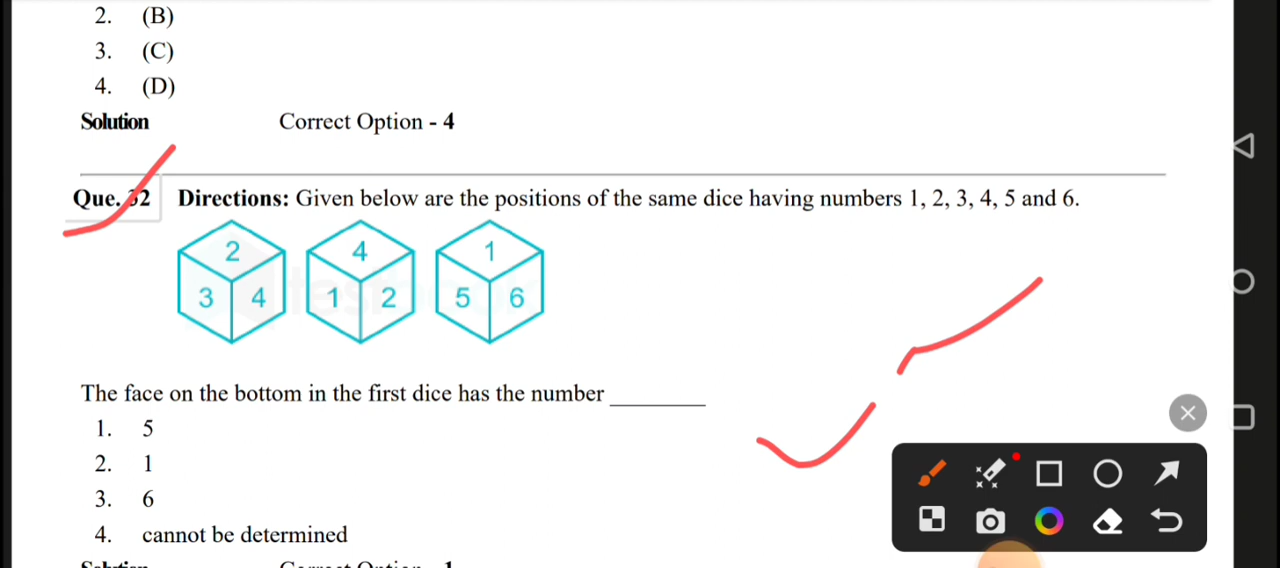 2. (B)
3. (C)
4. (D)
Solution Correct Option - 4
Que. 32 Directions: Given below are the positions of the same dice having numbers 1, 2, 3, 4, 5 and 6.
2 4 1
3 4 1 2 5 6
The face on the bottom in the first dice has the number ________
1. 5
2. 1
3. 6
4. cannot be determined